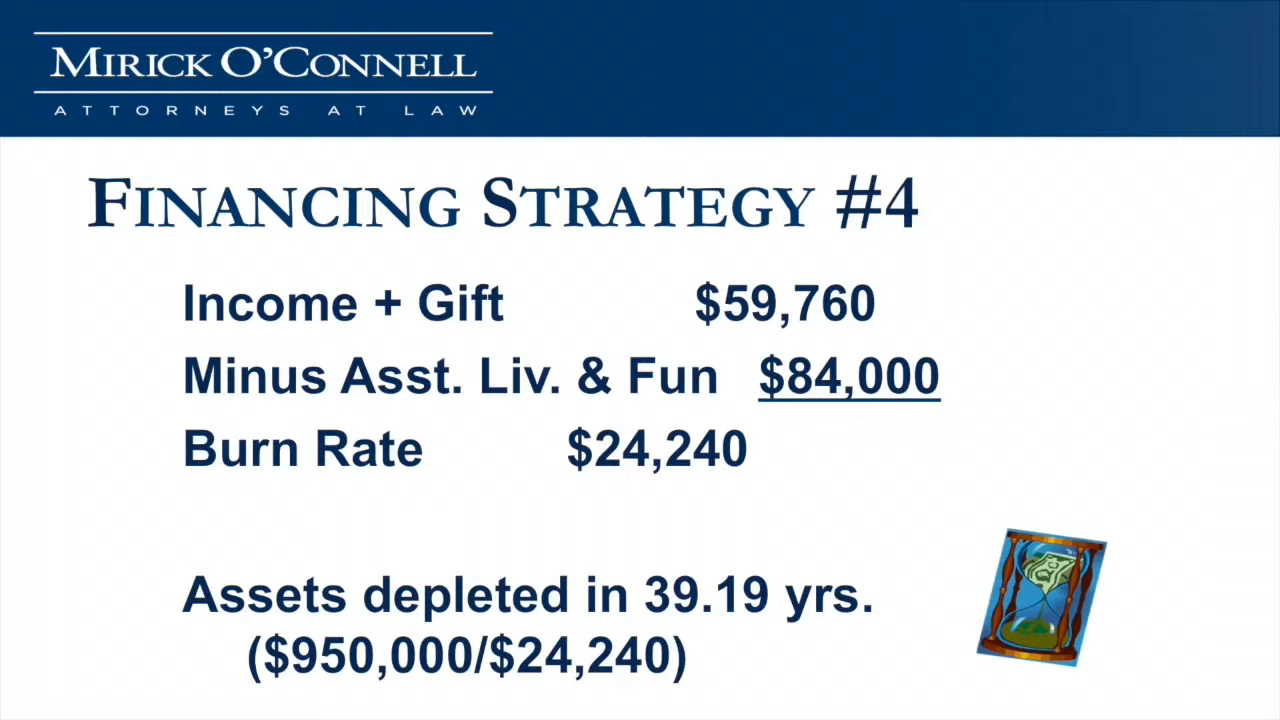 MIRICK O'CONNELL
ATTORNEYS AT LAW
FINANCING STRATEGY #4
Income + Gift $59,760
Minus Asst. Liv. & Fun $84,000
Burn Rate $24,240
Assets depleted in 39.19 yrs.
($950,000/$24,240)